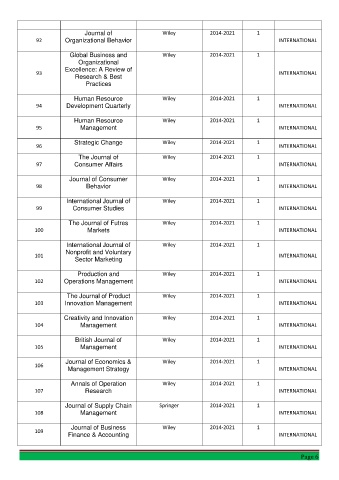 92 Journal of Organizational Behavior Wiley 2014-2021 1 INTERNATIONAL
93 Global Business and Organizational Excellence: A Review of Research & Best Practices Wiley 2014-2021 1 INTERNATIONAL
94 Human Resource Development Quarterly Wiley 2014-2021 1 INTERNATIONAL
95 Human Resource Management Wiley 2014-2021 1 INTERNATIONAL
96 Strategic Change Wiley 2014-2021 1 INTERNATIONAL
97 The Journal of Consumer Affairs Wiley 2014-2021 1 INTERNATIONAL
98 Journal of Consumer Behavior Wiley 2014-2021 1 INTERNATIONAL
99 International Journal of Consumer Studies Wiley 2014-2021 1 INTERNATIONAL
100 The Journal of Futres Markets Wiley 2014-2021 1 INTERNATIONAL
101 International Journal of Nonprofit and Voluntary Sector Marketing Wiley 2014-2021 1 INTERNATIONAL
102 Production and Operations Management Wiley 2014-2021 1 INTERNATIONAL
103 The Journal of Product Innovation Management Wiley 2014-2021 1 INTERNATIONAL
104 Creativity and Innovation Management Wiley 2014-2021 1 INTERNATIONAL
105 British Journal of Management Wiley 2014-2021 1 INTERNATIONAL
106 Journal of Economics & Management Strategy Wiley 2014-2021 1 INTERNATIONAL
107 Annals of Operation Research Wiley 2014-2021 1 INTERNATIONAL
108 Journal of Supply Chain Management Springer 2014-2021 1 INTERNATIONAL
109 Journal of Business Finance & Accounting Wiley 2014-2021 1 INTERNATIONAL
Page 6